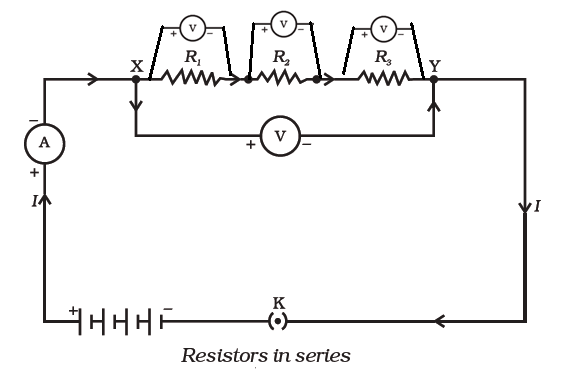 V V V
+ − + − + −
R₁ R₂ R₃
X Y
−
A
+
+ V −
I I
K
+ −
Resistors in series